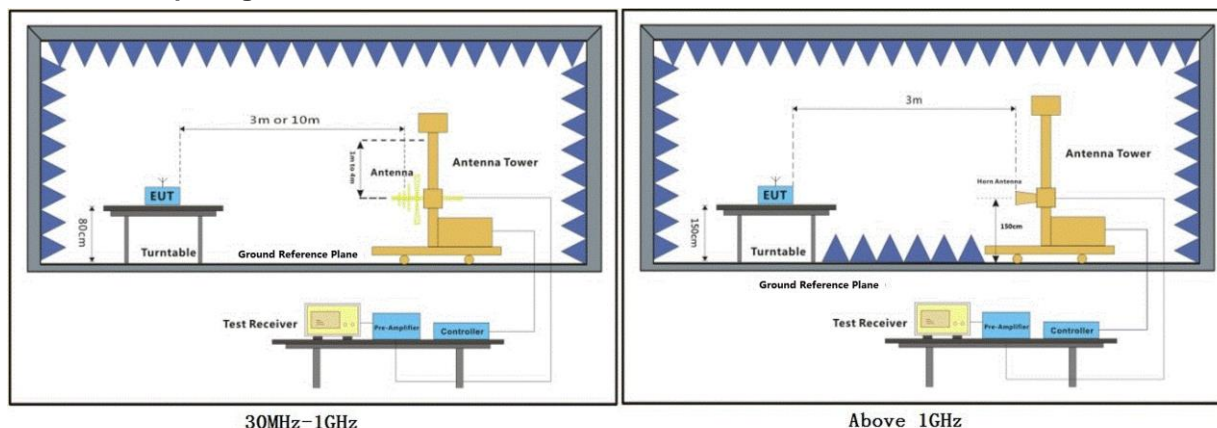 3m or 10m
1m to 4m
Antenna
Antenna Tower
EUT
80cm
Turntable
Ground Reference Plane
Test Receiver
Pre-Amplifier
Controller
30MHz-1GHz
3m
Antenna Tower
Horn Antenna
EUT
150cm
150cm
Turntable
Ground Reference Plane
Test Receiver
Pre-Amplifier
Controller
Above 1GHz